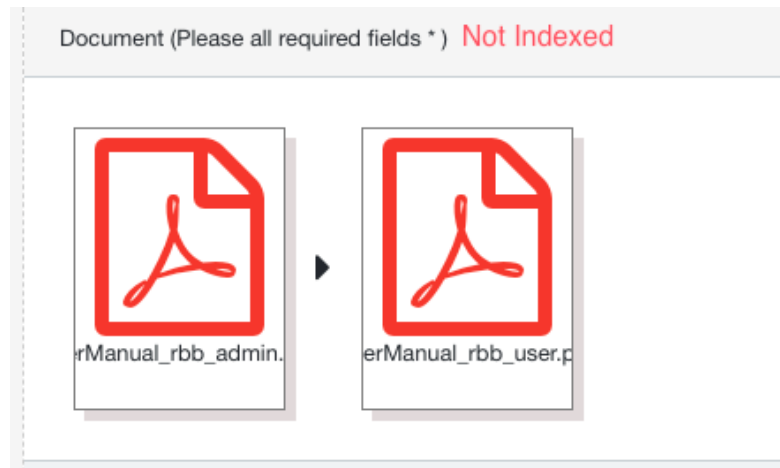 Document (Please all required fields * ) Not Indexed
erManual_rbb_admin.
erManual_rbb_user.p